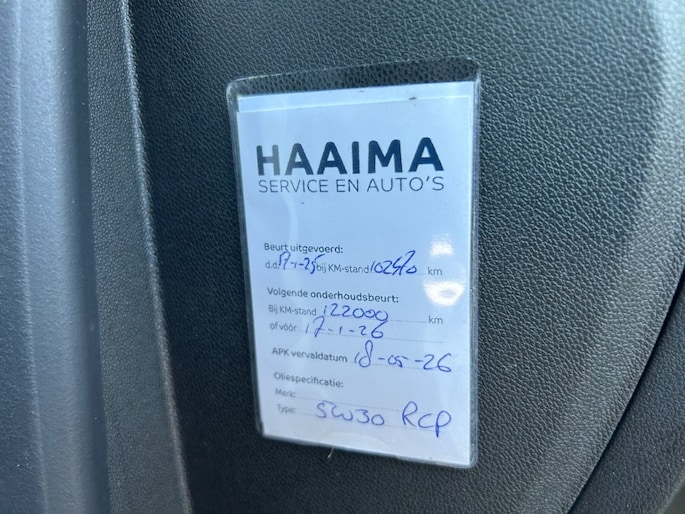 HAAIMA
SERVICE EN AUTO'S
Beurt uitgevoerd:
d.d. 17-1-25 bij KM-stand km
Volgende onderhoudsbeurt:
Bij KM-stand 122000 km
of vóór 17-1-26
APK vervaldatum 18-05-26
Oliespecificatie:
Merk:
Type: 5W30 RCP